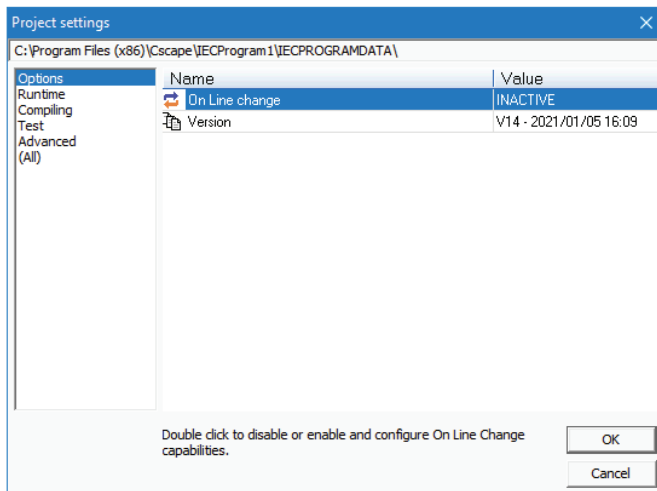 Project settings
C:\Program Files (x86)\Cscape\IECProgram1\IECPROGRAMDATA\
Options
Runtime
Compiling
Test
Advanced
(All)
Name Value
On Line change INACTIVE
Version V14 - 2021/01/05 16:09
Double click to disable or enable and configure On Line Change
capabilities.
OK
Cancel